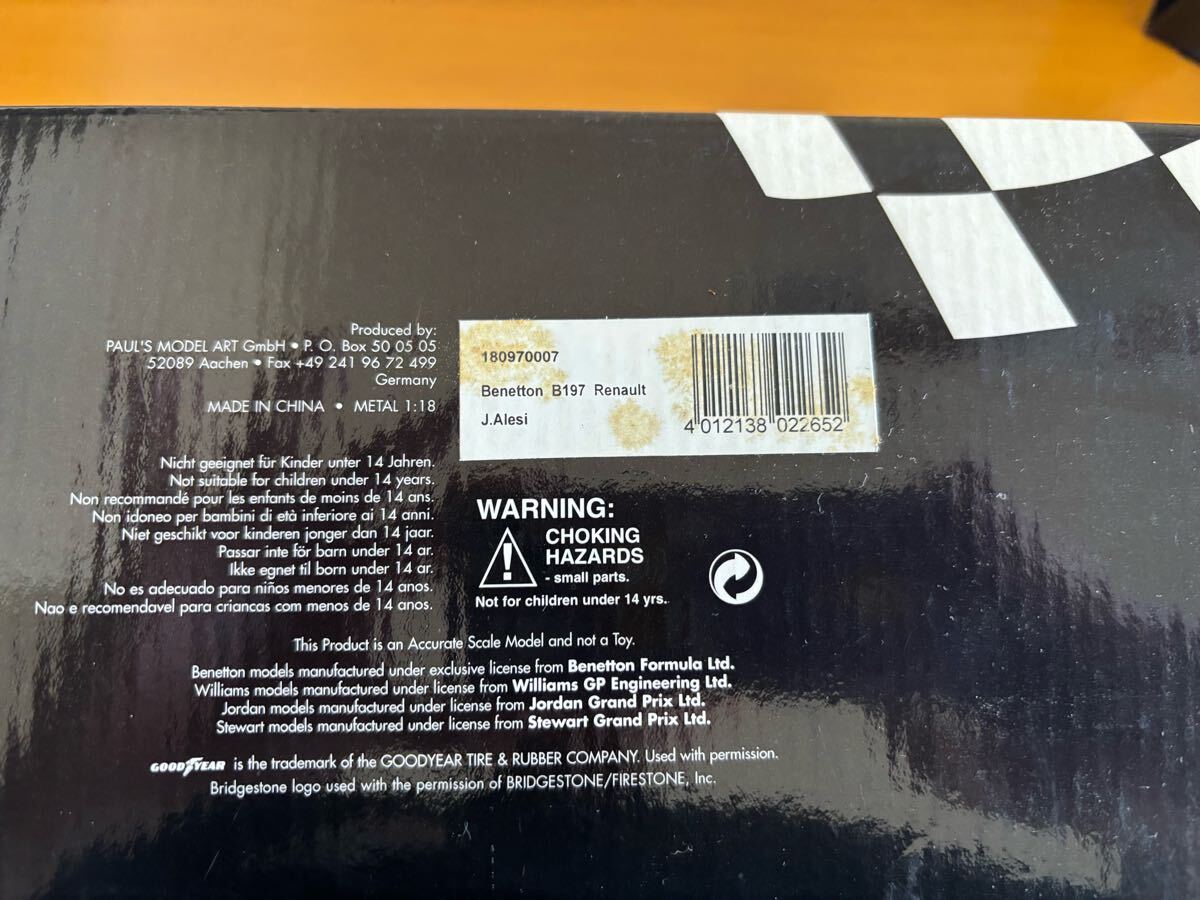 Produced by:
PAUL'S MODEL ART GmbH • P. O. Box 50 05 05
52089 Aachen • Fax +49 241 96 72 499
Germany
MADE IN CHINA • METAL 1:18
180970007
Benetton B197 Renault
J.Alesi
4 012138 022652
Nicht geeignet für Kinder unter 14 Jahren.
Not suitable for children under 14 years.
Non recommandé pour les enfants de moins de 14 ans.
Non idoneo per bambini di età inferiore ai 14 anni.
Niet geschikt voor kinderen jonger dan 14 jaar.
Passar inte för barn under 14 ar.
Ikke egnet til born under 14 ar.
No es adecuado para niños menores de 14 anos.
Nao e recomendavel para criancas com menos de 14 anos.
WARNING:
CHOKING
HAZARDS
- small parts.
Not for children under 14 yrs.
This Product is an Accurate Scale Model and not a Toy.
Benetton models manufactured under exclusive license from Benetton Formula Ltd.
Williams models manufactured under license from Williams GP Engineering Ltd.
Jordan models manufactured under license from Jordan Grand Prix Ltd.
Stewart models manufactured under license from Stewart Grand Prix Ltd.
GOODYEAR is the trademark of the GOODYEAR TIRE & RUBBER COMPANY. Used with permission.
Bridgestone logo used with the permission of BRIDGESTONE/FIRESTONE, Inc.